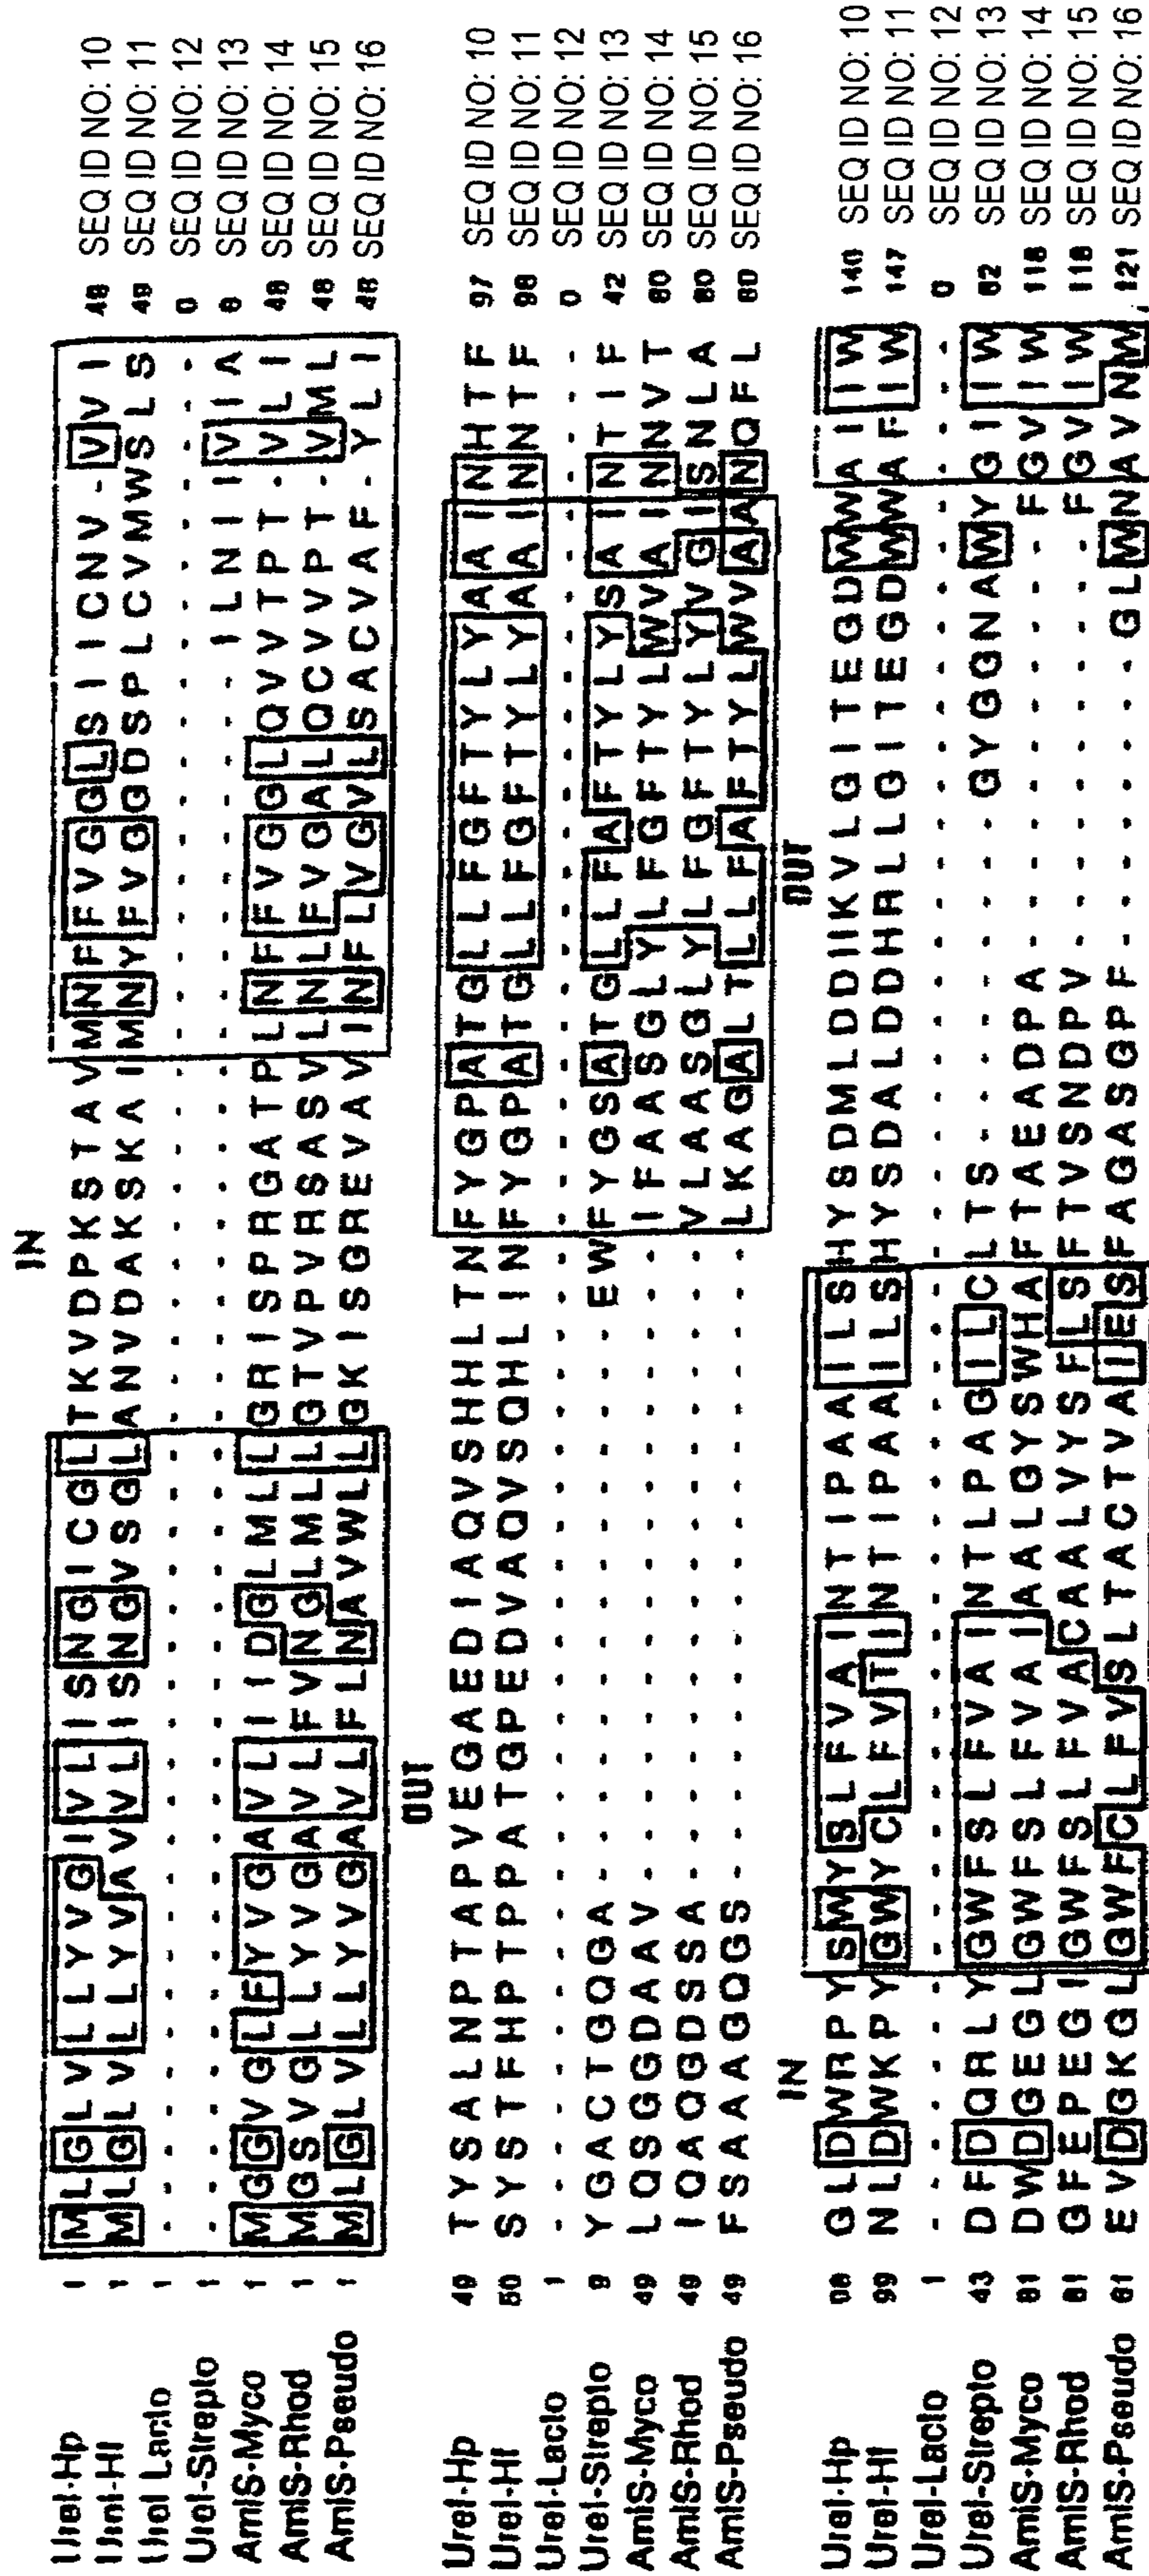 IN
UreI-Hp 1 MLGLVLLYVGIVLISNGICGLTKVDPKSTAVMNFFVGGLSIICNV-VVI 48 SEQ ID NO: 10
UreI-Hf 1 MLGLVLLYVAVVLISNGVSGLANVDAKSKAIMNYFVGGDSPLCVMWSLS 49 SEQ ID NO: 11
UreI-Lacto 1 ------------------------------------------------- 0 SEQ ID NO: 12
UreI-Strepto 1 ----------------------------------------ILNII-VIA 8 SEQ ID NO: 13
AmiS-Myco 1 MGGVGLFYVGAVLIIDGLMLLGRISPRGATPLNFFVGGLQVVTPT-VLI 48 SEQ ID NO: 14
AmiS-Rhod 1 MGSVGLLYVGAVLFVNGLMLLGTVPVRSASVLNLFVGALQCVVPT-VML 48 SEQ ID NO: 15
AmiS-Pseudo 1 MLGLVLLYVGAVLFLNAVWLLGKISGREVAVINFLVGVLSACVAF-YLI 48 SEQ ID NO: 16
OUT
UreI-Hp 49 TYSALNPTAPVEGAEDIAQVSHHLTNFYGPATGLLFGFTYLYAAINHTF 97 SEQ ID NO: 10
UreI-Hf 50 SYSTFHPTPPATGPEDVAQVSQHLINFYGPATGLLFGFTYLYAAINNTF 98 SEQ ID NO: 11
UreI-Lacto 1 ------------------------------------------------- 0 SEQ ID NO: 12
UreI-Strepto 9 YGACTGQGA---------------EWFYGSATGLLFAFTYLYSAINTIF 42 SEQ ID NO: 13
AmiS-Myco 49 LQSGGDAAV-----------------IFAASGLYLFGFTYLWVAINNVT 80 SEQ ID NO: 14
AmiS-Rhod 49 IQAQGDSSA-----------------VLAASGLYLFGFTYLYVGISNLA 80 SEQ ID NO: 15
AmiS-Pseudo 49 FSAAAGQGS-----------------LKAGALTLLFAFTYLWVAANQFL 80 SEQ ID NO: 16
IN OUT
UreI-Hp 98 GLDWRPYSWYSLFVAINTIPAAILSHYSDMLDDHKVLGITEGDWWAIIW 146 SEQ ID NO: 10
UreI-Hf 99 NLDWKPYGWYCLFVTINTIPAAILSHYSDALDDHRLLGITEGDWWAFIW 147 SEQ ID NO: 11
UreI-Lacto 1 ------------------------------------------------- 0 SEQ ID NO: 12
UreI-Strepto 43 DFDQRLYGWFSLFVAINTLPAGILCLTS---------GYGGNAWYGIIW 82 SEQ ID NO: 13
AmiS-Myco 81 DWDGEGLGWFSLFVAIAALGYSWHAFTAEADPA-----------FGVIW 118 SEQ ID NO: 14
AmiS-Rhod 81 GFEPEGIGWFSLFVACAALVYSFLSFTVSNDPV-----------FGVIW 118 SEQ ID NO: 15
AmiS-Pseudo 81 EVDGKGLGWFCLFVSLTACTVAIESFAGASGPF--------GLWNAVNW 121 SEQ ID NO: 16